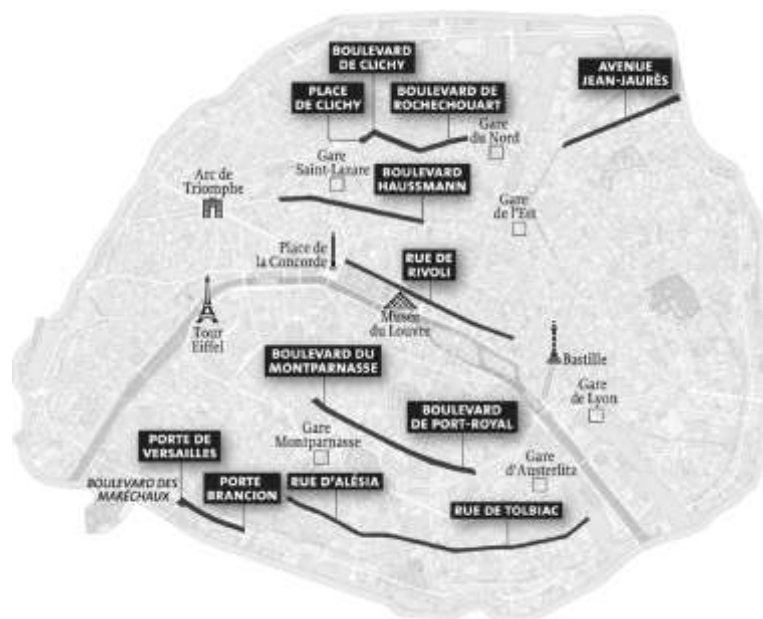 BOULEVARD
DE CLICHY
AVENUE
JEAN-JAURÈS
PLACE
DE CLICHY
BOULEVARD DE
ROCHECHOUART
Gare
du Nord
Gare
Saint-Lazare
BOULEVARD
HAUSSMANN
Arc de
Triomphe
Gare
de l'Est
Place de
la Concorde
RUE DE
RIVOLI
Musée
du Louvre
Tour
Eiffel
BOULEVARD DU
MONTPARNASSE
Bastille
Gare
de Lyon
BOULEVARD
DE PORT-ROYAL
Gare
Montparnasse
PORTE DE
VERSAILLES
Gare
d'Austerlitz
BOULEVARD DES
MARÉCHAUX
PORTE
BRANCION
RUE D'ALÉSIA
RUE DE TOLBIAC